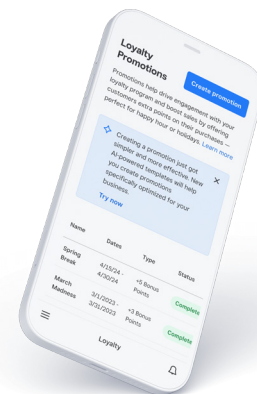 Loyalty
Promotions
Create promotion
Promotions help drive engagement with your
loyalty program and boost sales by offering
customers extra points on their purchases —
perfect for happy hour or holidays. Learn more
Creating a promotion just got
simpler and more effective. New
AI-powered templates will help
you create promotions
specifically optimized for your
business.
Try now
Name Dates Type Status
Spring
Break
4/15/24 -
4/30/24
+5 Bonus
Points
Complete
March
Madness
3/1/2023 -
3/31/2023
+3 Bonus
Points
Complete
Loyalty